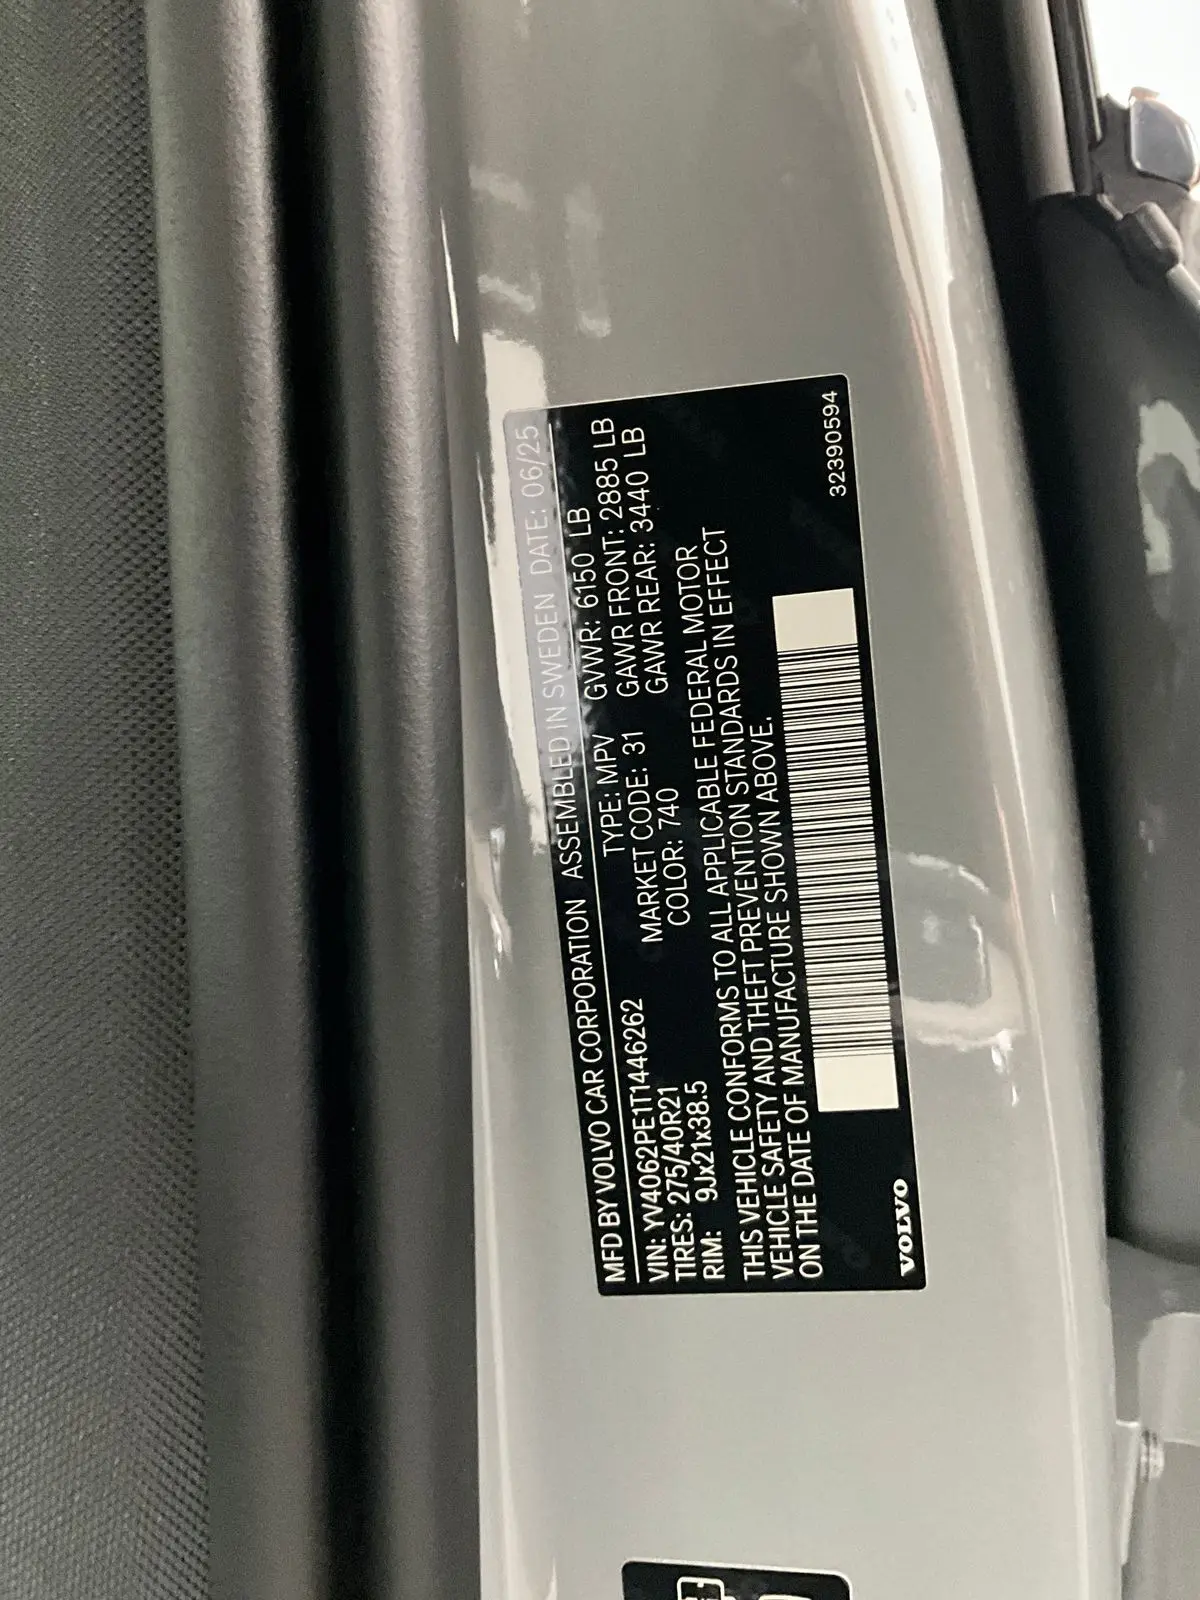 MFD BY VOLVO CAR CORPORATION ASSEMBLED IN SWEDEN DATE: 06/25
VIN: YV4062PE1T1446262 TYPE: MPV GVWR: 6150 LB
TIRES: 275/40R21 MARKET CODE: 31 GAWR FRONT: 2885 LB
RIM: 9Jx21x38.5 COLOR: 740 GAWR REAR: 3440 LB
THIS VEHICLE CONFORMS TO ALL APPLICABLE FEDERAL MOTOR
VEHICLE SAFETY AND THEFT PREVENTION STANDARDS IN EFFECT
ON THE DATE OF MANUFACTURE SHOWN ABOVE.
VOLVO
32390594